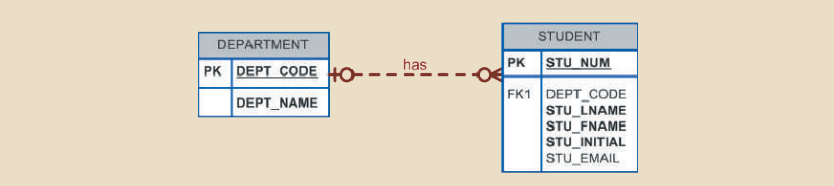 DEPARTMENT
PK DEPT_CODE
DEPT_NAME
has
STUDENT
PK STU_NUM
FK1 DEPT_CODE
STU_LNAME
STU_FNAME
STU_INITIAL
STU_EMAIL